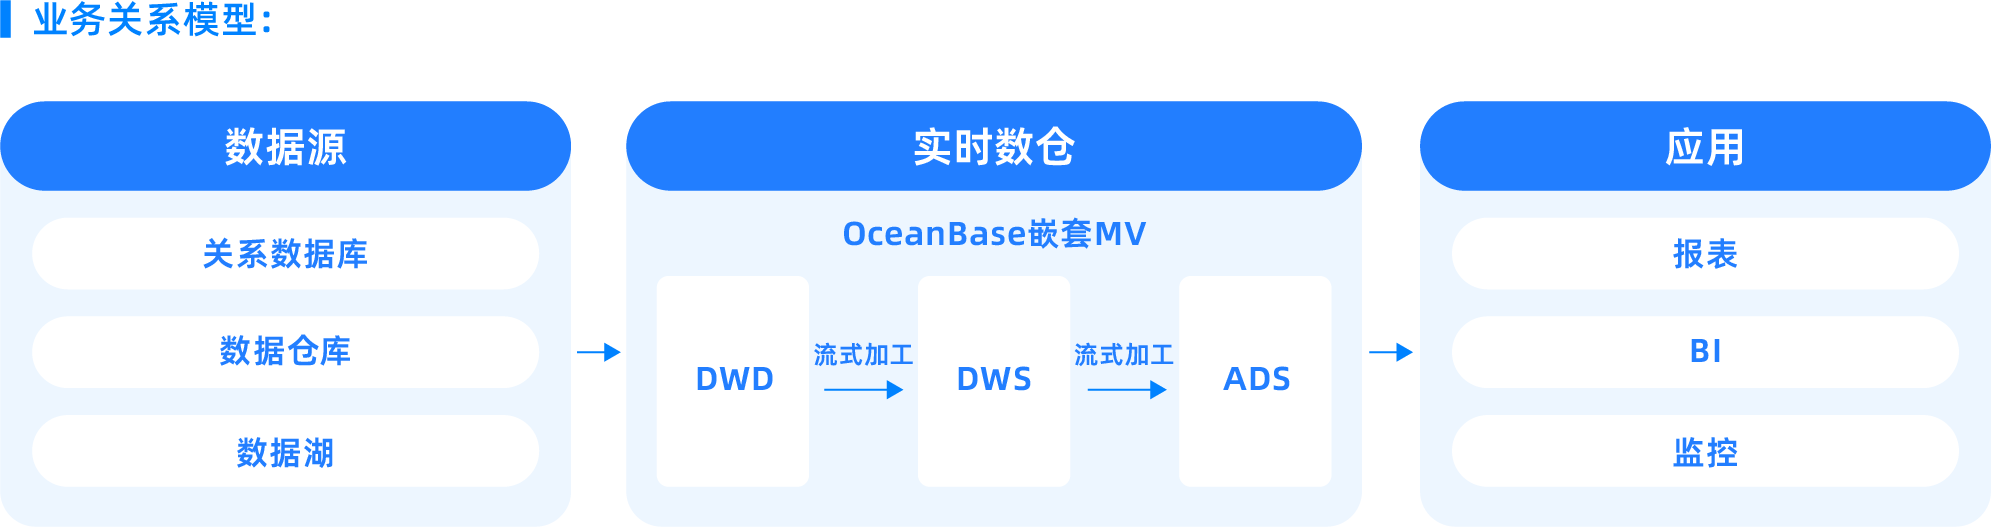 业务关系模型：
数据源
关系数据库
数据仓库
数据湖
实时数仓
OceanBase嵌套MV
DWD
流式加工
DWS
流式加工
ADS
应用
报表
BI
监控